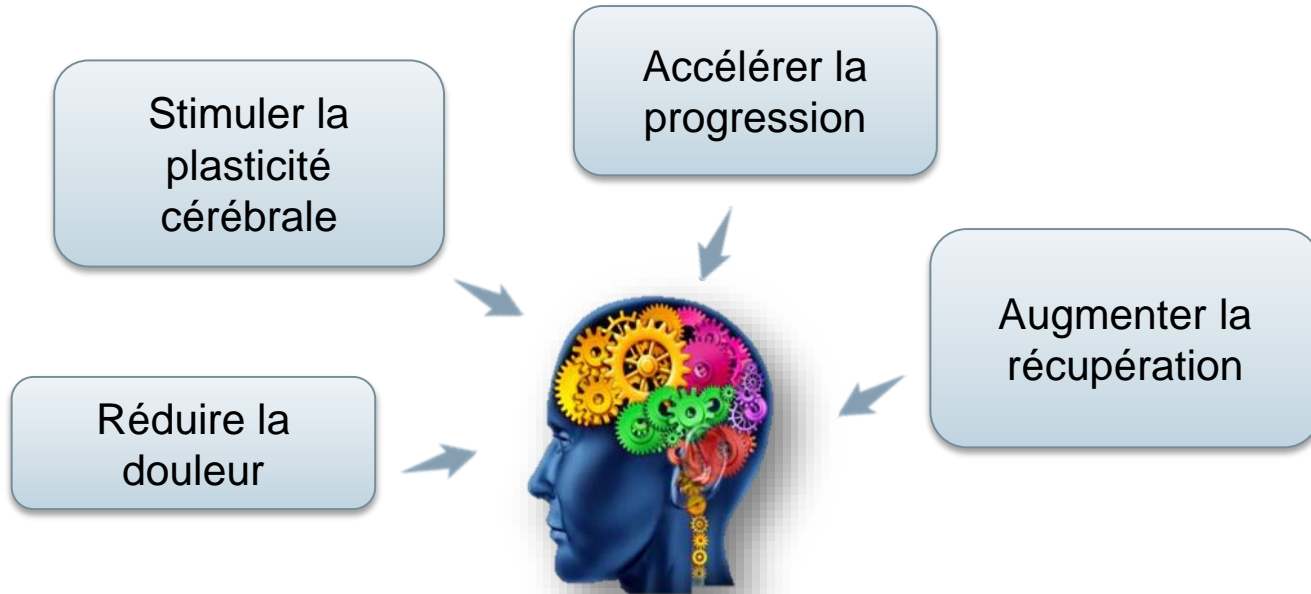 Accélérer la
progression
Stimuler la
plasticité
cérébrale
Augmenter la
récupération
Réduire la
douleur